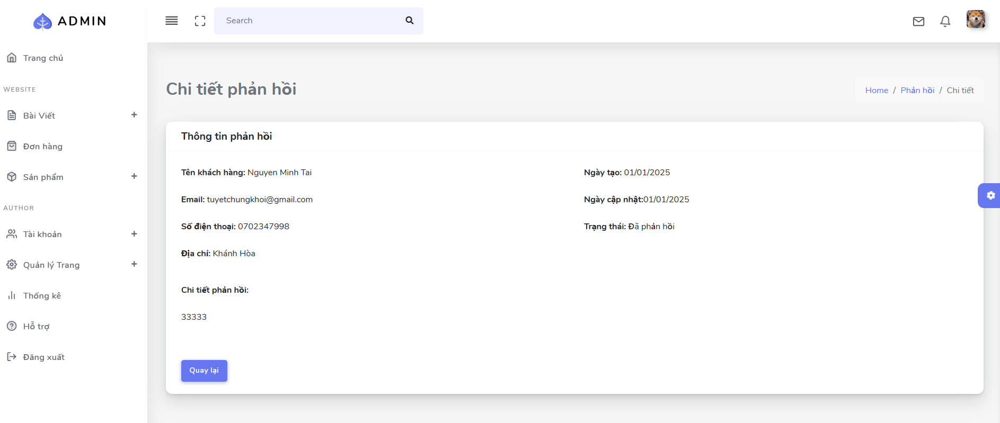 ADMIN
Search
Trang chủ
WEBSITE
Bài Viết
Đơn hàng
Sản phẩm
AUTHOR
Tài khoản
Quản lý Trang
Thống kê
Hỗ trợ
Đăng xuất
Chi tiết phản hồi
Home / Phản hồi / Chi tiết
Thông tin phản hồi
Tên khách hàng: Nguyen Minh Tai
Email: tuyetchungkhoi@gmail.com
Số điện thoại: 0702347998
Địa chỉ: Khánh Hòa
Ngày tạo: 01/01/2025
Ngày cập nhật:01/01/2025
Trạng thái: Đã phản hồi
Chi tiết phản hồi:
33333
Quay lại